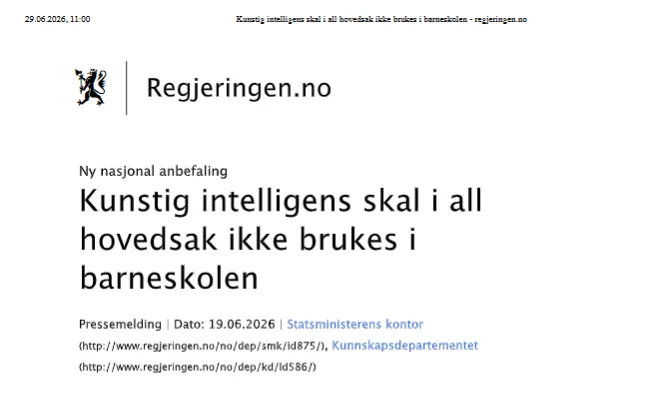 29.06.2026, 11:00
Kunstig intelligens skal i all hovedsak ikke brukes i barneskolen - regjeringen.no
Regjeringen.no
Ny nasjonal anbefaling
Kunstig intelligens skal i all
hovedsak ikke brukes i
barneskolen
Pressemelding | Dato: 19.06.2026 | Statsministerens kontor
(http://www.regjeringen.no/no/dep/smk/id875/), Kunnskapsdepartementet
(http://www.regjeringen.no/no/dep/kd/id586/)